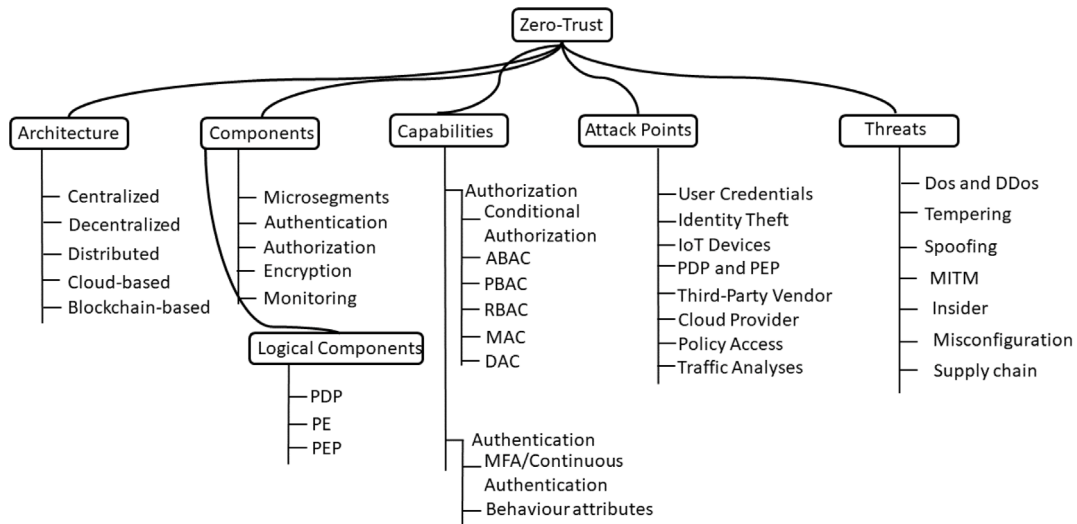 Zero-Trust
Architecture
Centralized
Decentralized
Distributed
Cloud-based
Blockchain-based
Components
Microsegments
Authentication
Authorization
Encryption
Monitoring
Logical Components
PDP
PE
PEP
Capabilities
Authorization
Conditional
Authorization
ABAC
PBAC
RBAC
MAC
DAC
Authentication
MFA/Continuous
Authentication
Behaviour attributes
Attack Points
User Credentials
Identity Theft
IoT Devices
PDP and PEP
Third-Party Vendor
Cloud Provider
Policy Access
Traffic Analyses
Threats
Dos and DDos
Tempering
Spoofing
MITM
Insider
Misconfiguration
Supply chain